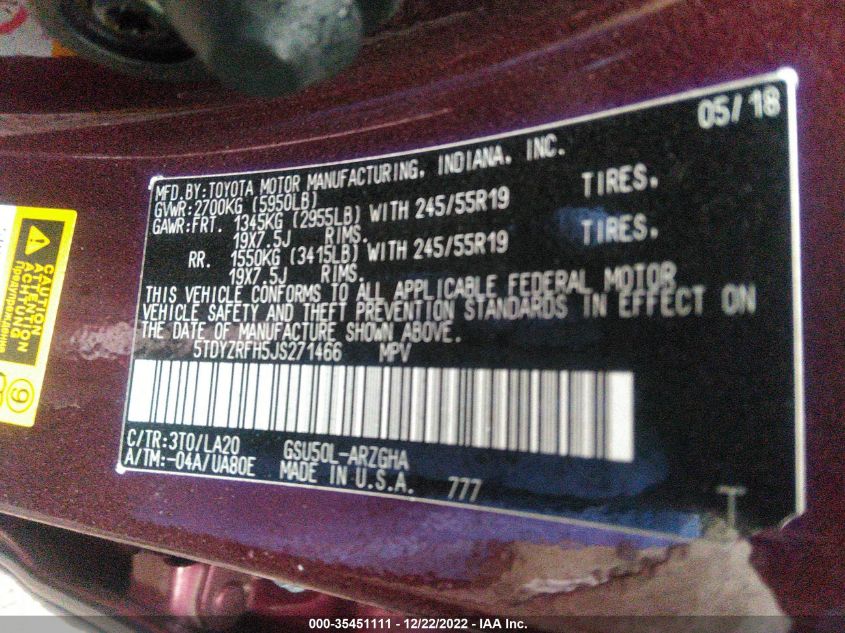 05/18
MFD.BY:TOYOTA MOTOR MANUFACTURING, INDIANA, INC.
GVWR:2700KG (5950LB)
GAWR:FRT. 1345KG (2955LB) WITH 245/55R19 TIRES,
19X7.5J RIMS,
RR. 1550KG (3415LB) WITH 245/55R19 TIRES,
19X7.5J RIMS.
THIS VEHICLE CONFORMS TO ALL APPLICABLE FEDERAL MOTOR
VEHICLE SAFETY AND THEFT PREVENTION STANDARDS IN EFFECT ON
THE DATE OF MANUFACTURE SHOWN ABOVE.
5TDYZRFH5JS271466 MPV
C/TR:3T0/LA20 GSU50L-ARZGHA
A/TM:-04A/UA80E MADE IN U.S.A. 777
CAUTION
ATTENTION
ACHTUNG
Предупреждение
000-35451111 - 12/22/2022 - IAA Inc.